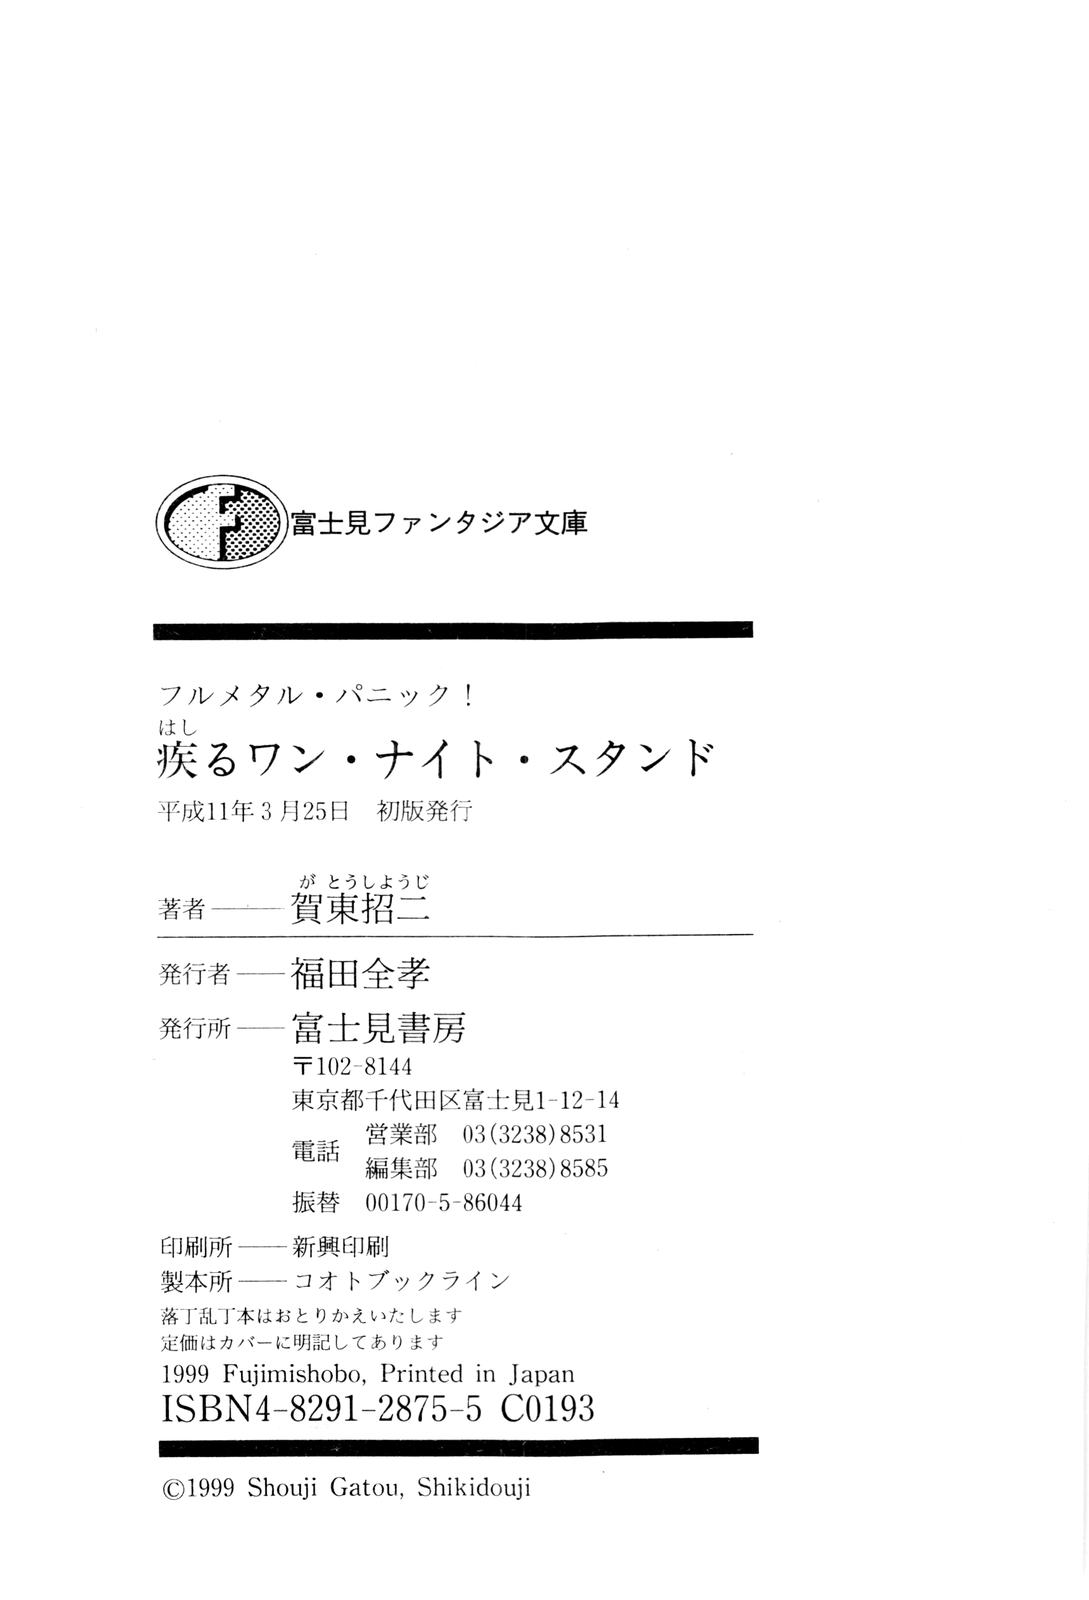 富士見ファンタジア文庫
フルメタル・パニック!
はし
疾るワン・ナイト・スタンド
平成11年3月25日 初版発行
がとうしようじ
著者――賀東招二
発行者――福田全孝
発行所――富士見書房
〒102-8144
東京都千代田区富士見1-12-14
電話 営業部 03(3238)8531
編集部 03(3238)8585
振替 00170-5-86044
印刷所――新興印刷
製本所――コオトブックライン
落丁乱丁本はおとりかえいたします
定価はカバーに明記してあります
1999 Fujimishobo, Printed in Japan
ISBN4-8291-2875-5 C0193
©1999 Shouji Gatou, Shikidouji